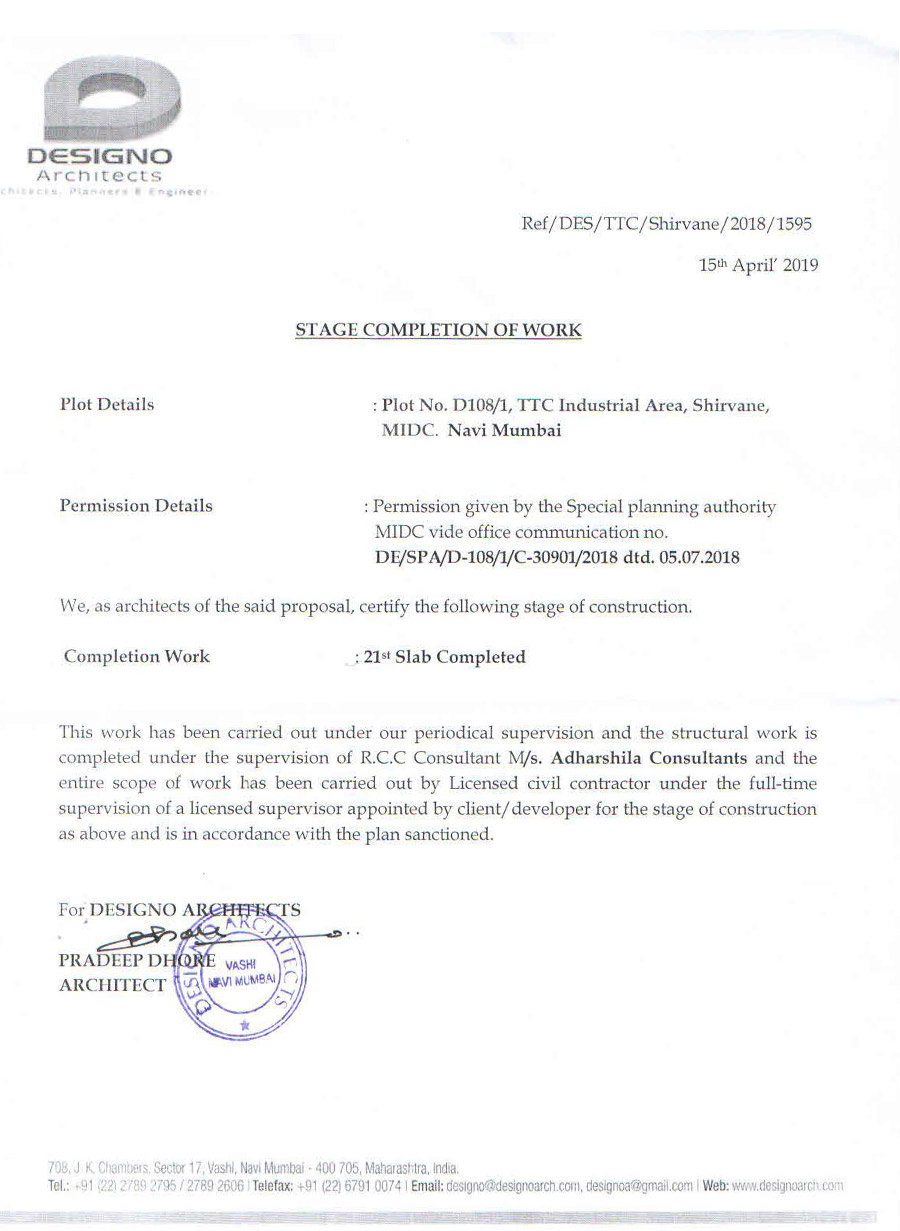 DESIGNO
Architects
chitects, Planners & Engineer
Ref/DES/TTC/Shirvane/2018/1595
15th April' 2019
STAGE COMPLETION OF WORK
Plot Details : Plot No. D108/1, TTC Industrial Area, Shirvane,
MIDC. Navi Mumbai
Permission Details : Permission given by the Special planning authority
MIDC vide office communication no.
DE/SPA/D-108/1/C-30901/2018 dtd. 05.07.2018
We, as architects of the said proposal, certify the following stage of construction.
Completion Work : 21st Slab Completed
This work has been carried out under our periodical supervision and the structural work is
completed under the supervision of R.C.C Consultant M/s. Adharshila Consultants and the
entire scope of work has been carried out by Licensed civil contractor under the full-time
supervision of a licensed supervisor appointed by client/developer for the stage of construction
as above and is in accordance with the plan sanctioned.
For DESIGNO ARCHITECTS
PRADEEP DHORE
ARCHITECT
DESIGNO ARCHITECTS
VASHI
NAVI MUMBAI
708, J. K. Chambers, Sector 17, Vashi, Navi Mumbai - 400 705, Maharashtra, India.
Tel.: +91 (22) 2789 2795 / 2789 2606 | Telefax: +91 (22) 6791 0074 | Email: designo@designoarch.com, designoa@gmail.com | Web: www.designoarch.com